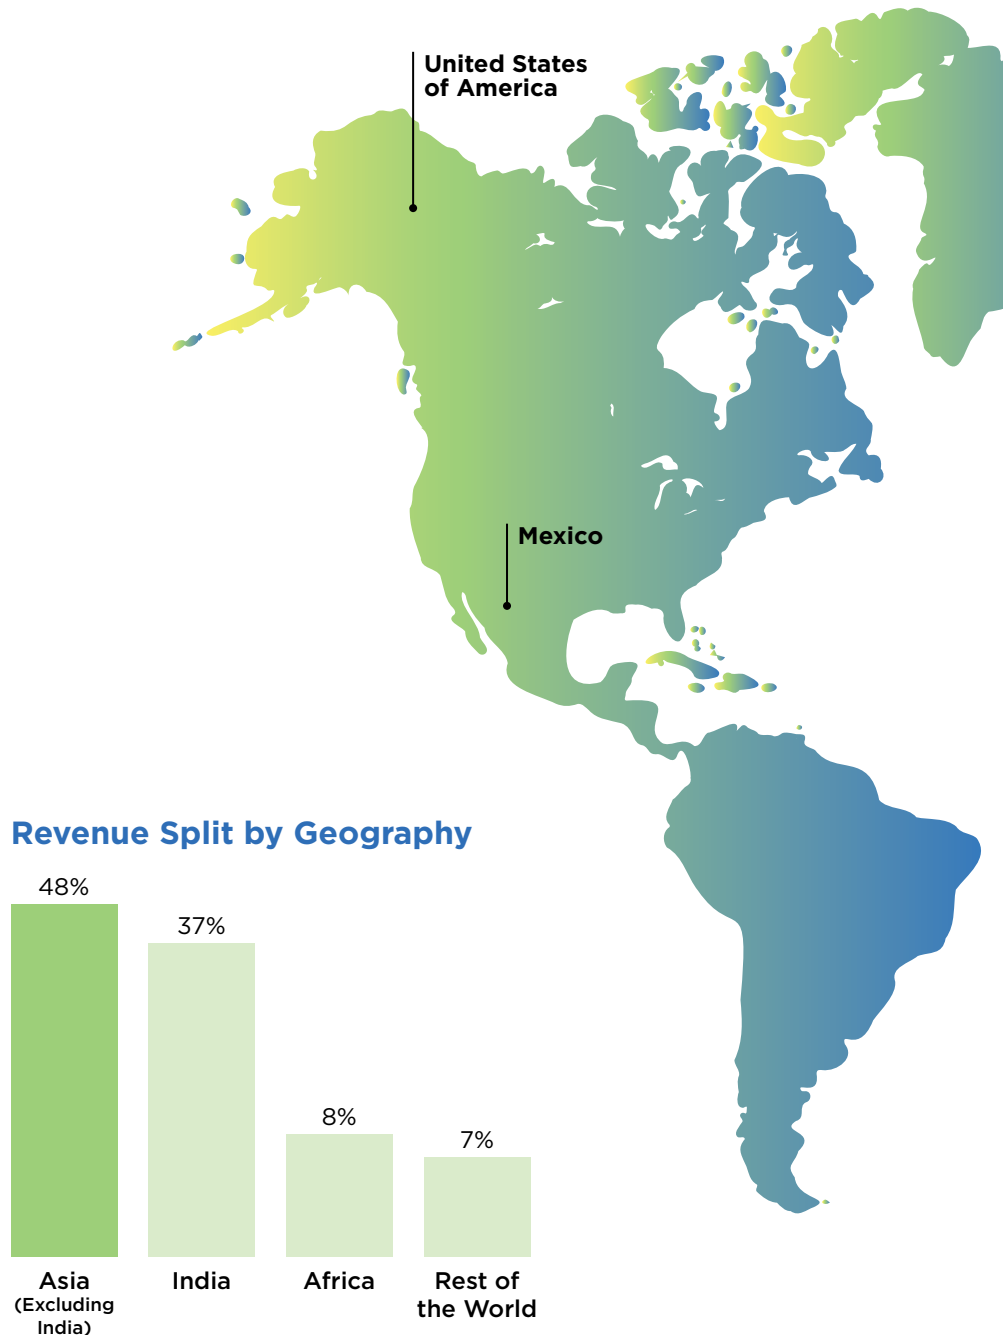 United States
of America
Mexico
Revenue Split by Geography
48%
37%
8%
7%
Asia
(Excluding
India)
India
Africa
Rest of
the World